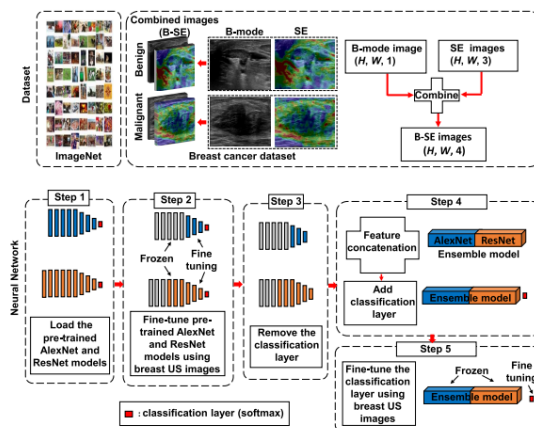 Dataset
ImageNet
Combined images
(B-SE)
B-mode
SE
Benign
Malignant
Breast cancer dataset
B-mode image
(H, W, 1)
SE images
(H, W, 3)
Combine
B-SE images
(H, W, 4)
Neural Network
Step 1
Load the
pre-trained
AlexNet and
ResNet models
Step 2
Frozen
Fine
tuning
Fine-tune pre-
trained AlexNet
and ResNet
models using
breast US images
Step 3
Remove the
classification
layer
Step 4
Feature
concatenation
AlexNet
ResNet
Ensemble model
Add
classification
layer
Ensemble model
Step 5
Fine-tune the
classification
layer using
breast US
images
Frozen
Fine
tuning
Ensemble model
: classification layer (softmax)